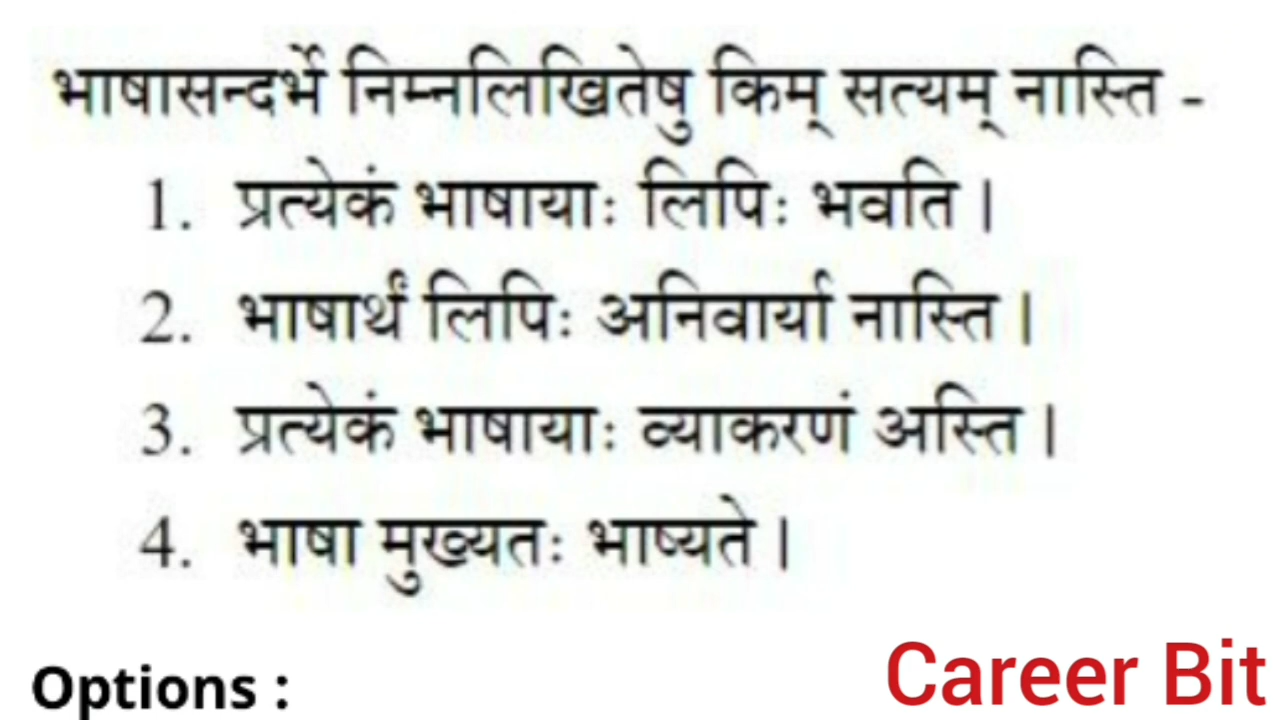 भाषासन्दर्भे निम्नलिखितेषु किम् सत्यम् नास्ति -
1. प्रत्येकं भाषायाः लिपिः भवति |
2. भाषार्थं लिपिः अनिवार्या नास्ति |
3. प्रत्येकं भाषायाः व्याकरणं अस्ति |
4. भाषा मुख्यतः भाष्यते |
Options :
Career Bit